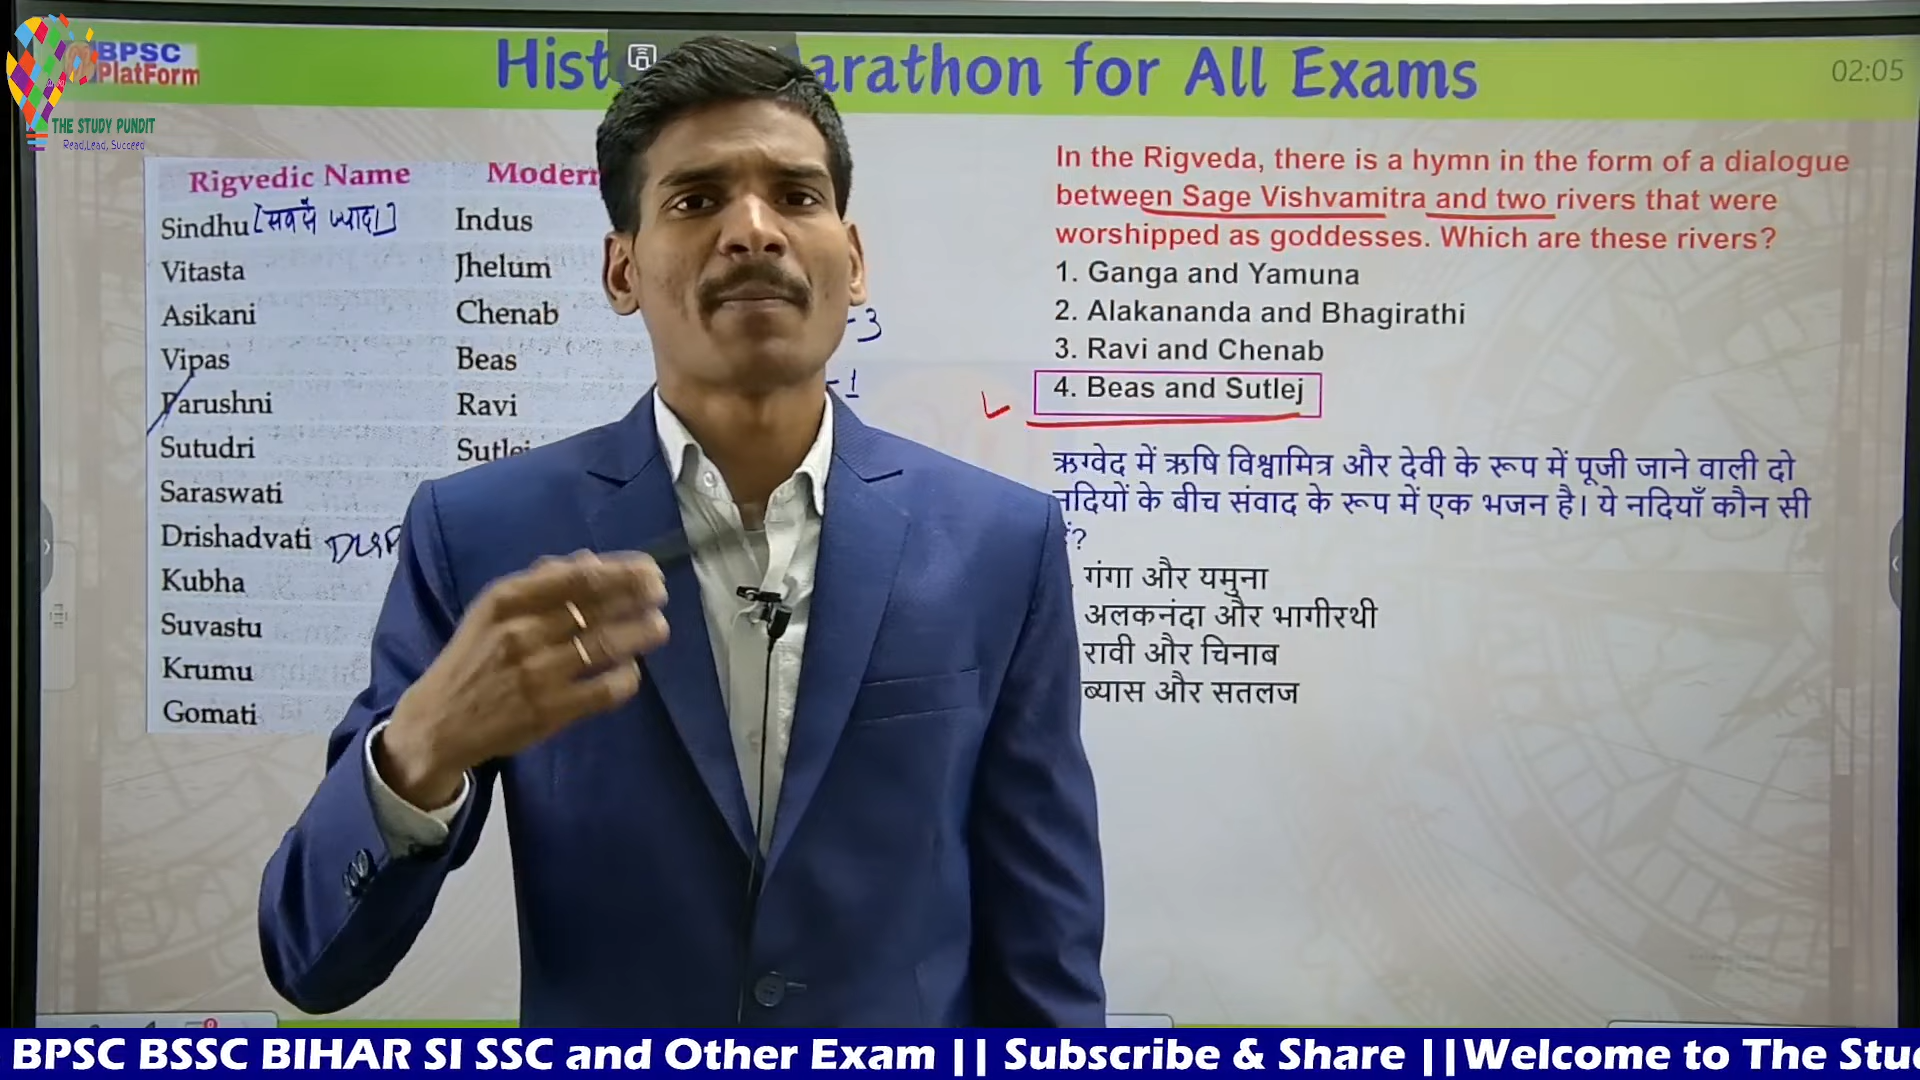 BPSC
PlatForm
THE STUDY PUNDIT
Read,Lead, Succeed
Hist arathon for All Exams
02:05
Rigvedic Name Modern
Sindhu [सबसे ज्यादा] Indus
Vitasta Jhelum
Asikani Chenab
Vipas Beas
Parushni Ravi
Sutudri Sutlej
Saraswati
Drishadvati
Kubha
Suvastu
Krumu
Gomati
-3
-1
In the Rigveda, there is a hymn in the form of a dialogue
between Sage Vishvamitra and two rivers that were
worshipped as goddesses. Which are these rivers?
1. Ganga and Yamuna
2. Alakananda and Bhagirathi
3. Ravi and Chenab
4. Beas and Sutlej
ऋग्वेद में ऋषि विश्वामित्र और देवी के रूप में पूजी जाने वाली दो
नदियों के बीच संवाद के रूप में एक भजन है। ये नदियाँ कौन सी
?
गंगा और यमुना
अलकनंदा और भागीरथी
रावी और चिनाब
ब्यास और सतलज
BPSC BSSC BIHAR SI SSC and Other Exam || Subscribe & Share ||Welcome to The Stu